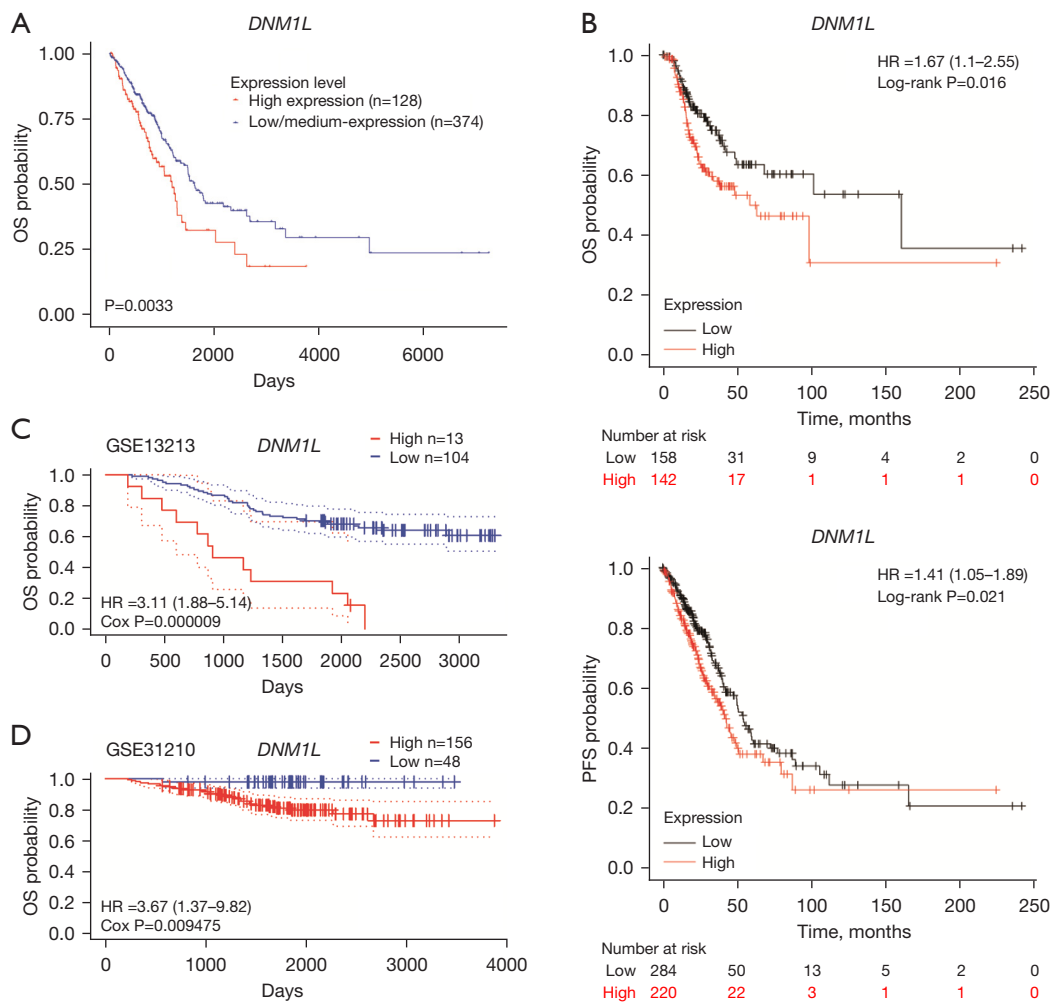 A
DNM1L
OS probability
1.00
0.75
0.50
0.25
0.00
Expression level
High expression (n=128)
Low/medium-expression (n=374)
P=0.0033
0 2000 4000 6000
Days
B
DNM1L
OS probability
1.0
0.8
0.6
0.4
0.2
0.0
HR =1.67 (1.1–2.55)
Log-rank P=0.016
Expression
Low
High
0 50 100 150 200 250
Time, months
Number at risk
Low 158 31 9 4 2 0
High 142 17 1 1 1 0
C
GSE13213 DNM1L
High n=13
Low n=104
OS probability
1.0
0.8
0.6
0.4
0.2
0.0
HR =3.11 (1.88–5.14)
Cox P=0.000009
0 500 1000 1500 2000 2500 3000
Days
D
GSE31210 DNM1L
High n=156
Low n=48
OS probability
1.0
0.8
0.6
0.4
0.2
0.0
HR =3.67 (1.37–9.82)
Cox P=0.009475
0 1000 2000 3000 4000
Days
DNM1L
PFS probability
1.0
0.8
0.6
0.4
0.2
0.0
HR =1.41 (1.05–1.89)
Log-rank P=0.021
Expression
Low
High
0 50 100 150 200 250
Time, months
Number at risk
Low 284 50 13 5 2 0
High 220 22 3 1 1 0